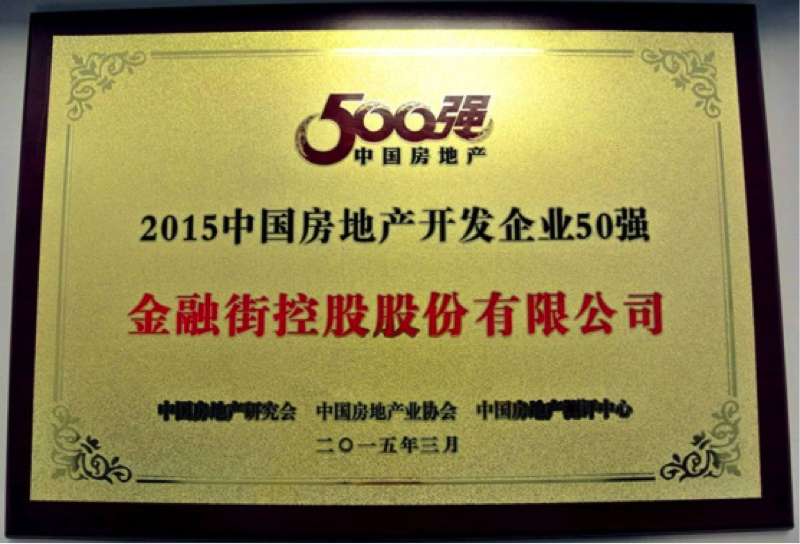 500强
中国房地产
2015中国房地产开发企业50强
金融街控股股份有限公司
中国房地产研究会 中国房地产业协会 中国房地产测评中心
二〇一五年三月